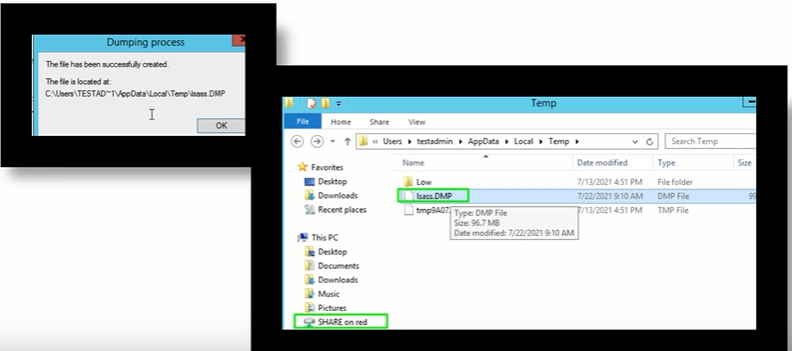 Dumping process
x
The file has been successfully created.
The file is located at:
C:\Users\TESTAD~1\AppData\Local\Temp\lsass.DMP
OK
Temp
File Home Share View
« Users ▸ testadmin ▸ AppData ▸ Local ▸ Temp ▸
Search Temp
Name Date modified Type Size
Favorites
Desktop
Downloads
Recent places
This PC
Desktop
Documents
Downloads
Music
Pictures
SHARE on red
Low 7/13/2021 4:51 PM File folder
lsass.DMP 7/22/2021 9:10 AM DMP File 99
tmp9A07 /13/2021 4:51 PM TMP File
Type: DMP File
Size: 96.7 MB
Date modified: 7/22/2021 9:10 AM